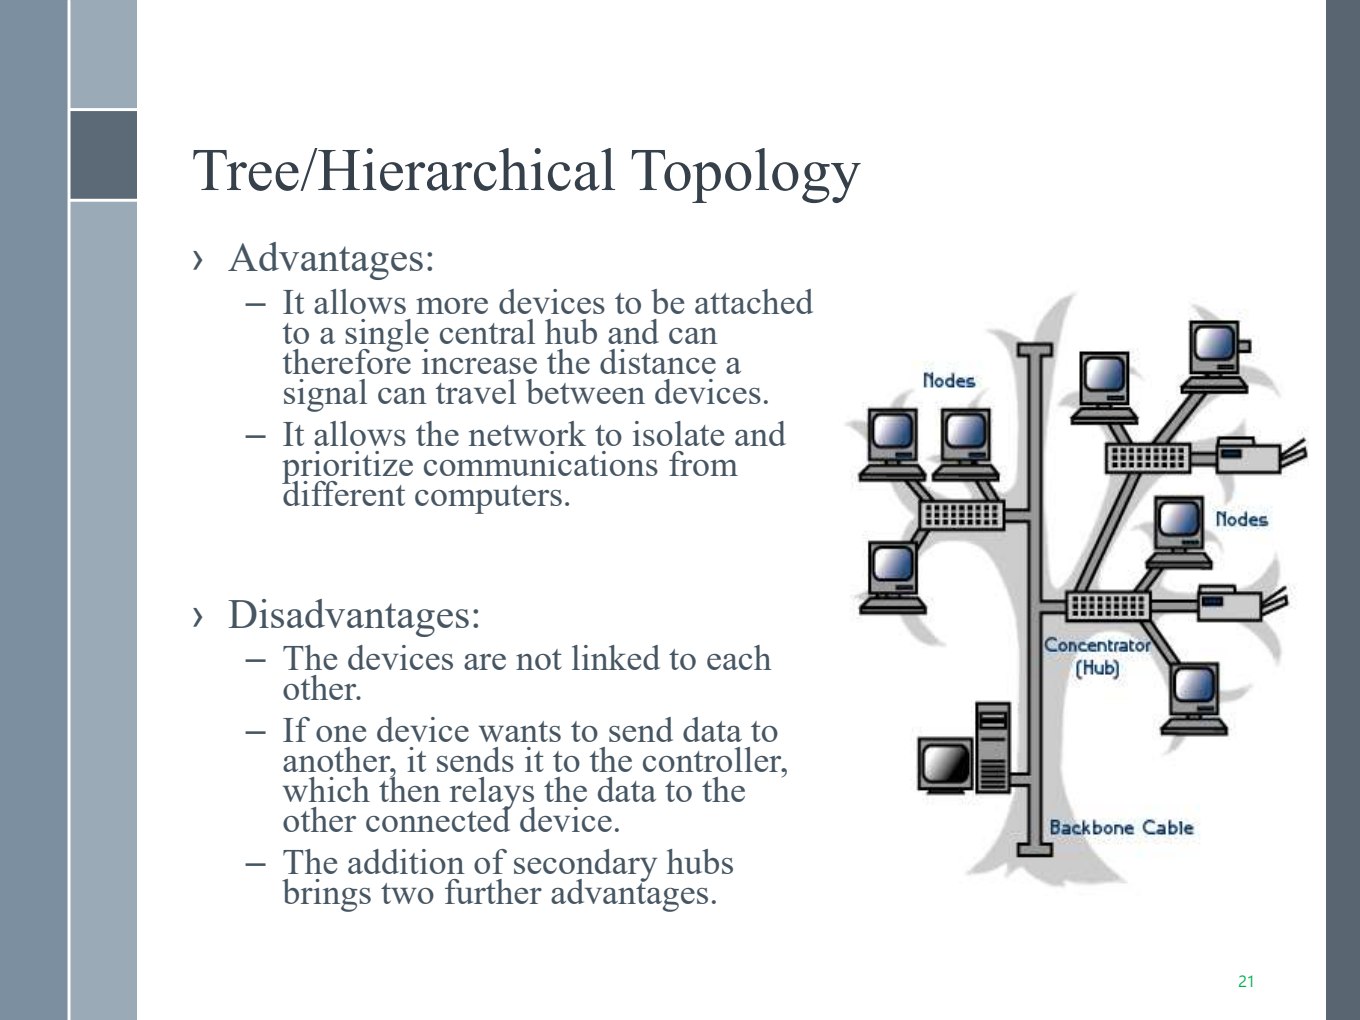 Tree/Hierarchical Topology
› Advantages:
– It allows more devices to be attached
to a single central hub and can
therefore increase the distance a
signal can travel between devices.
– It allows the network to isolate and
prioritize communications from
different computers.
› Disadvantages:
– The devices are not linked to each
other.
– If one device wants to send data to
another, it sends it to the controller,
which then relays the data to the
other connected device.
– The addition of secondary hubs
brings two further advantages.
Nodes
Nodes
Concentrator
(Hub)
Backbone Cable
21